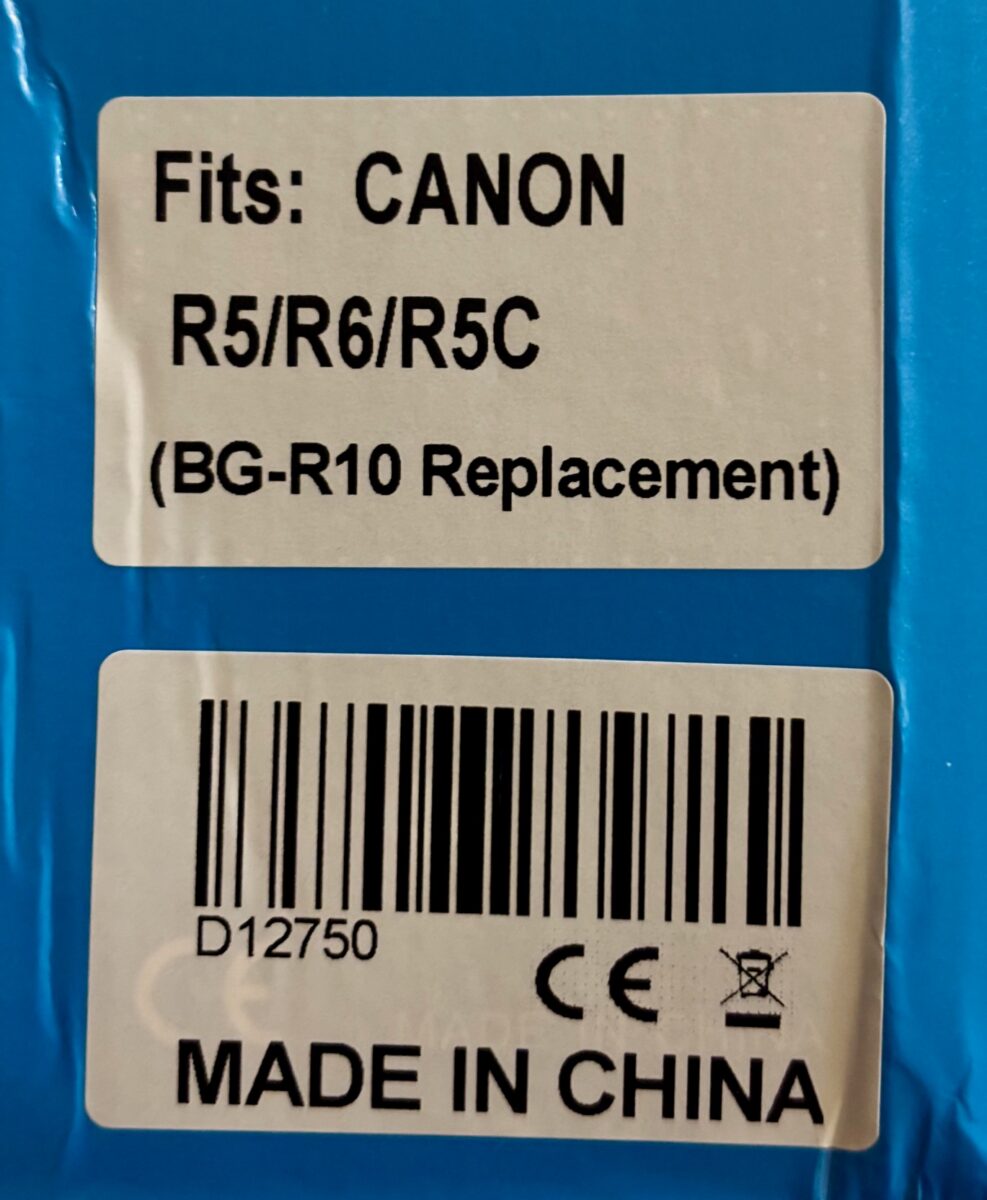 Fits: CANON
R5/R6/R5C
(BG-R10 Replacement)
D12750
CE
MADE IN CHINA